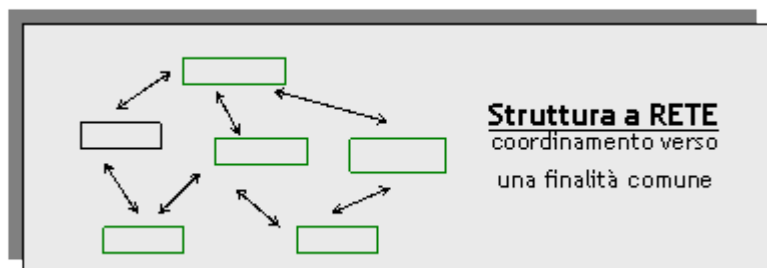 Struttura a RETE
coordinamento verso
una finalità comune